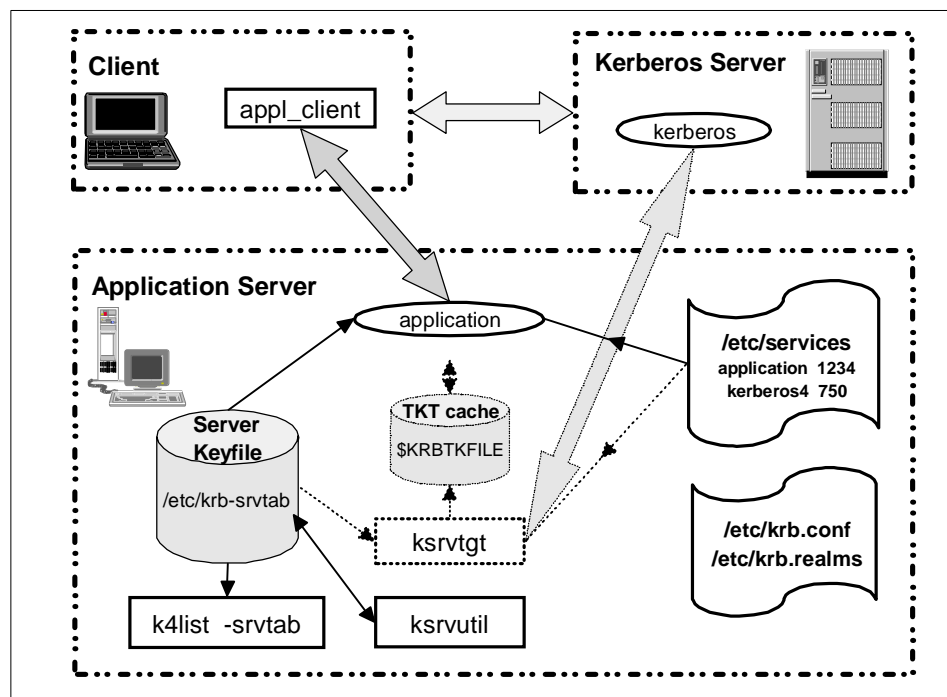 Client
appl_client
Kerberos Server
kerberos
Application Server
application
/etc/services
application 1234
kerberos4 750
TKT cache
$KRBTKFILE
Server
Keyfile
/etc/krb-srvtab
ksrvtgt
/etc/krb.conf
/etc/krb.realms
k4list -srvtab
ksrvutil